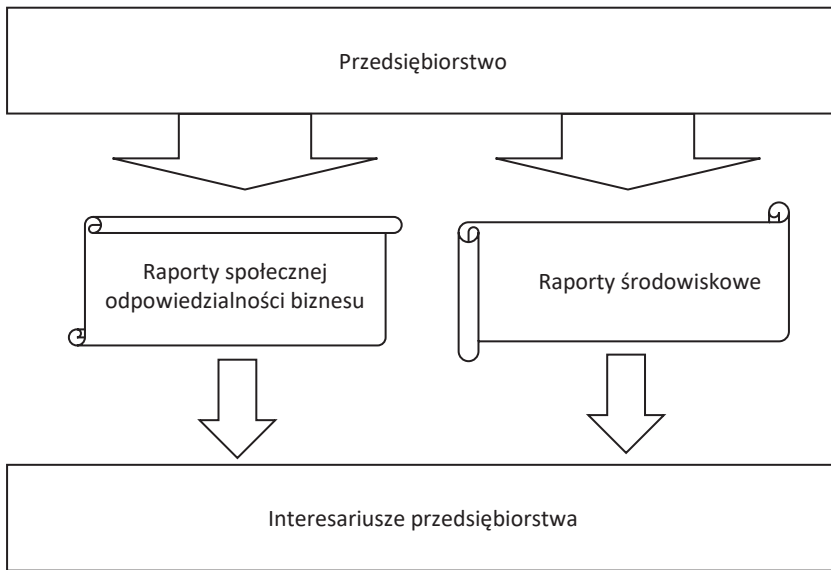 Przedsiębiorstwo
Raporty społecznej
odpowiedzialności biznesu
Raporty środowiskowe
Interesariusze przedsiębiorstwa